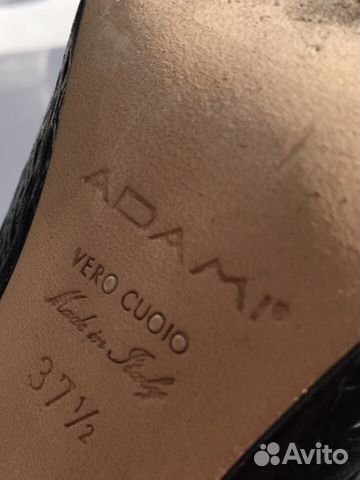 ADAMI®
VERO CUOIO
Made in Italy
37½
Avito